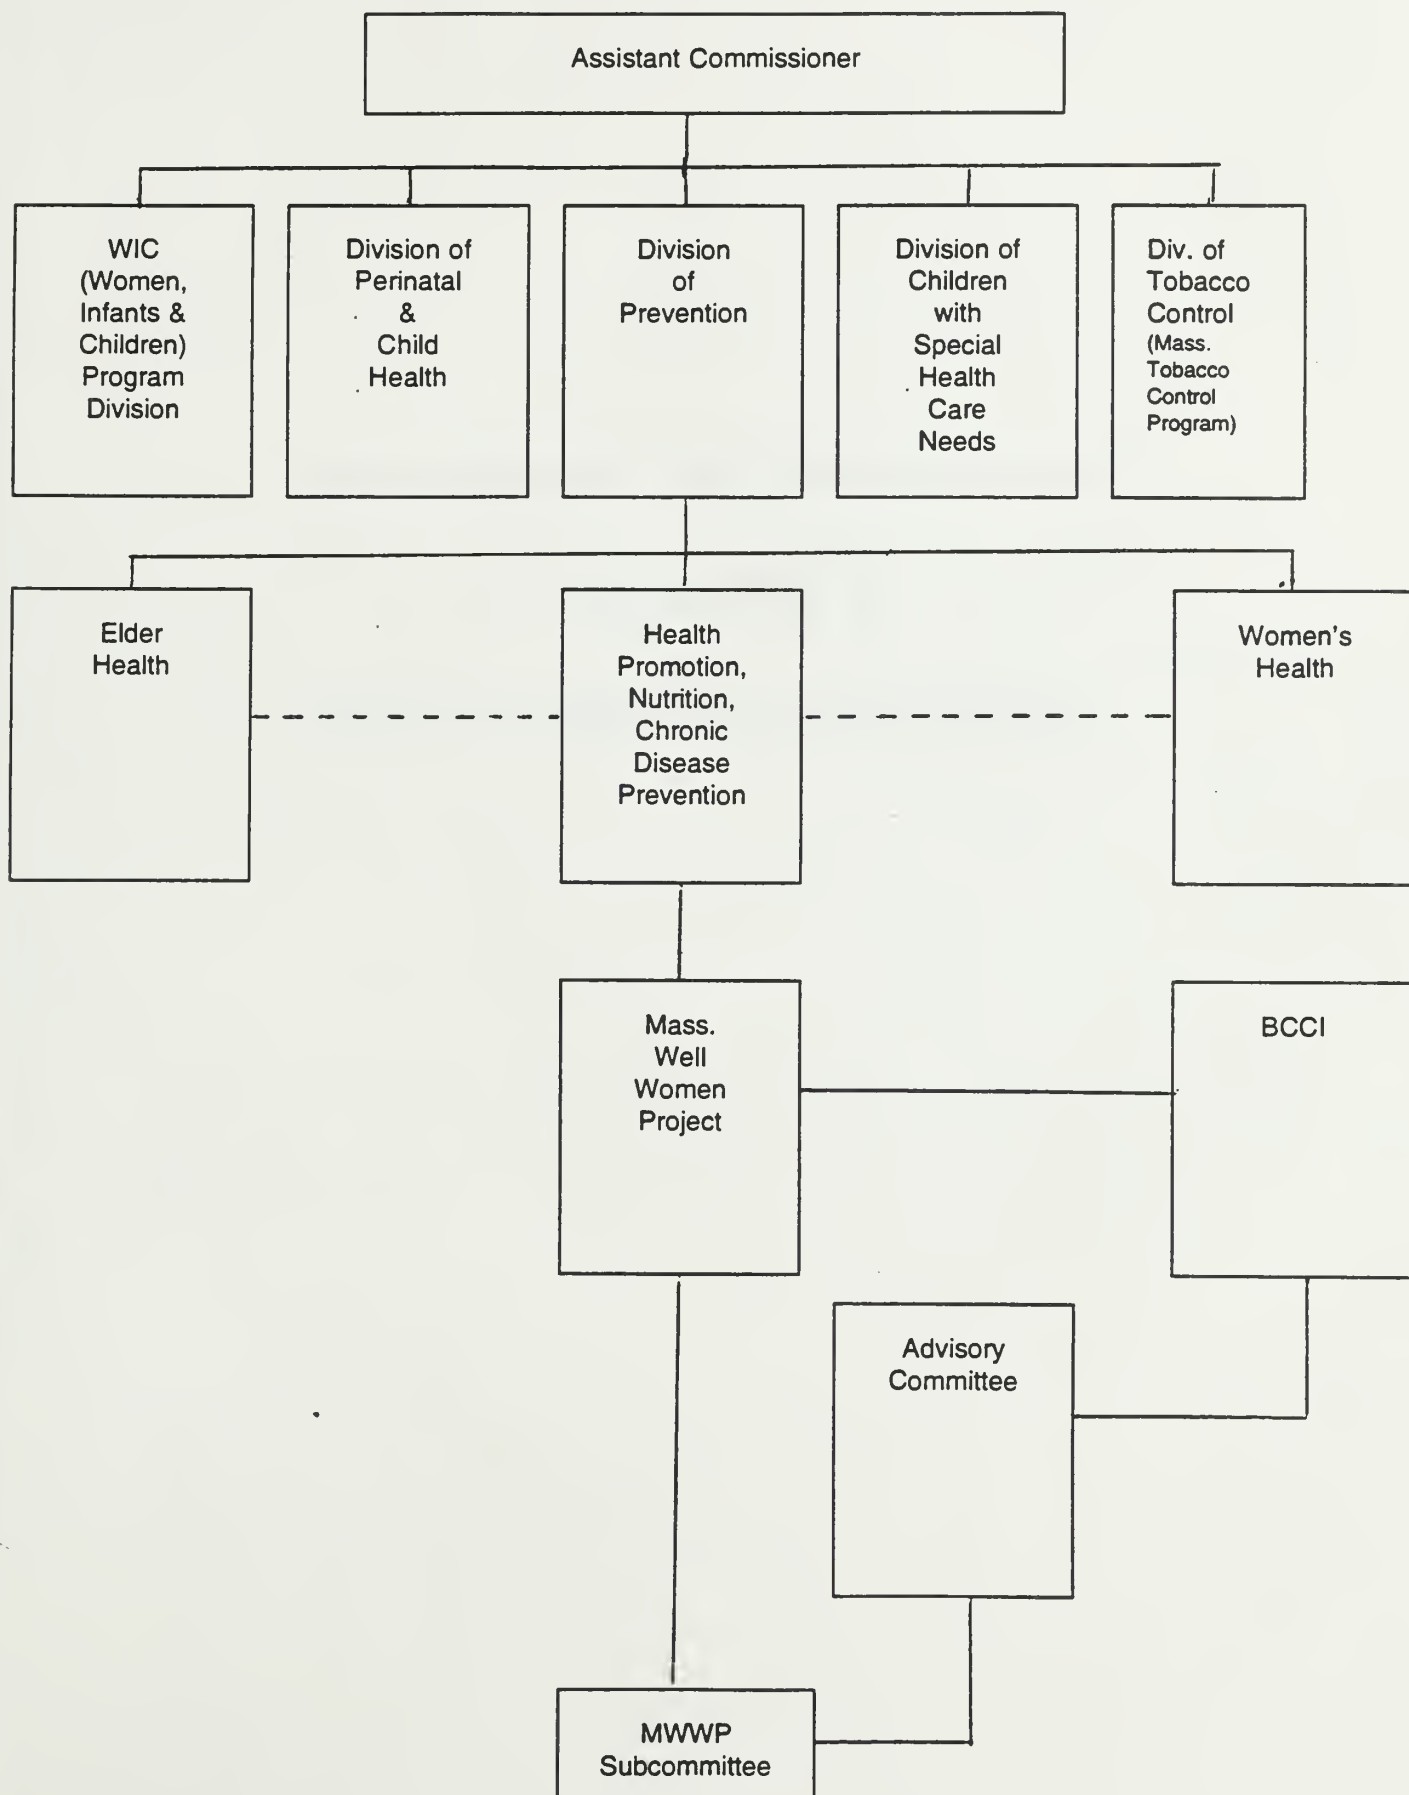 Assistant Commissioner
WIC
(Women,
Infants &
Children)
Program
Division
Division of
Perinatal
&
Child
Health
Division
of
Prevention
Division of
Children
with
Special
Health
Care
Needs
Div. of
Tobacco
Control
(Mass.
Tobacco
Control
Program)
Elder
Health
Health
Promotion,
Nutrition,
Chronic
Disease
Prevention
Women's
Health
Mass.
Well
Women
Project
BCCI
Advisory
Committee
MWWP
Subcommittee